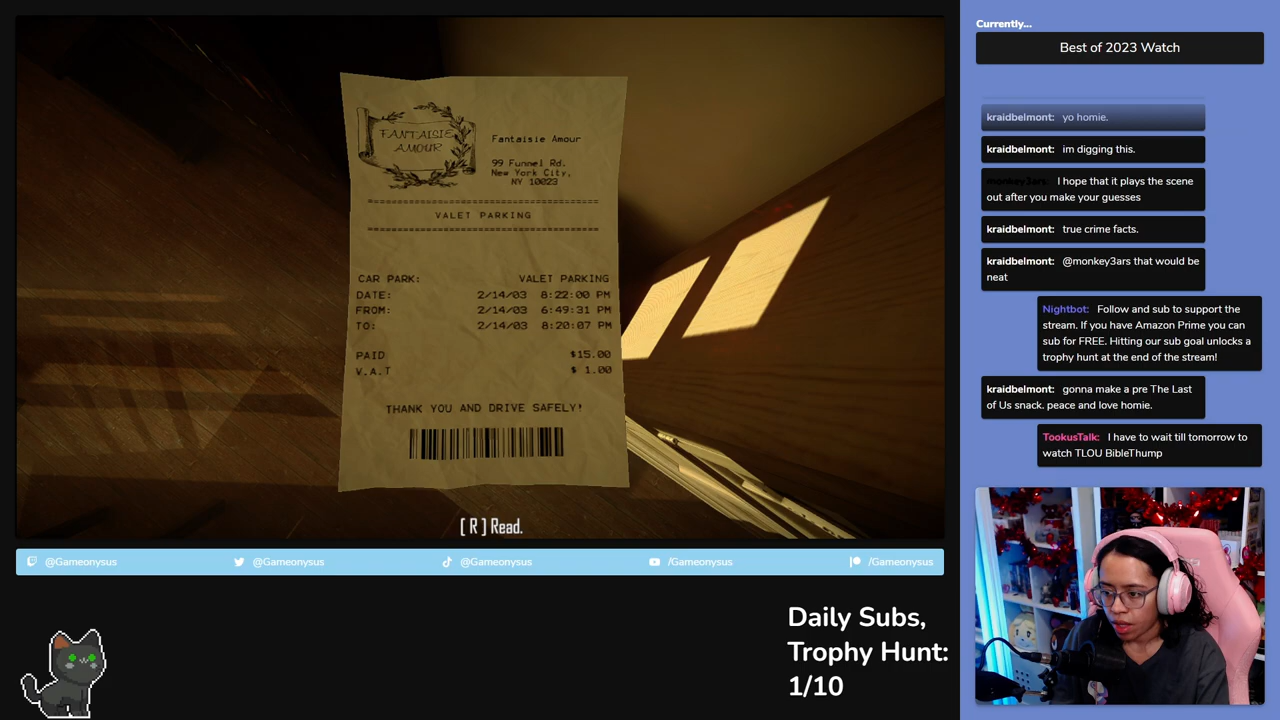 FANTAISIE
AMOUR
Fantaisie Amour
99 Funnel Rd.
New York City,
NY 10023
===================================
VALET PARKING
===================================
CAR PARK: VALET PARKING
DATE: 2/14/03 8:22:00 PM
FROM: 2/14/03 6:49:31 PM
TO: 2/14/03 8:20:07 PM
PAID $15.00
V.A.T $ 1.00
THANK YOU AND DRIVE SAFELY!
[ R ] Read.
@Gameonysus
@Gameonysus
@Gameonysus
/Gameonysus
/Gameonysus
Daily Subs,
Trophy Hunt:
1/10
Currently...
Best of 2023 Watch
kraidbelmont: yo homie.
kraidbelmont: im digging this.
monkey3ars: I hope that it plays the scene
out after you make your guesses
kraidbelmont: true crime facts.
kraidbelmont: @monkey3ars that would be
neat
Nightbot: Follow and sub to support the
stream. If you have Amazon Prime you can
sub for FREE. Hitting our sub goal unlocks a
trophy hunt at the end of the stream!
kraidbelmont: gonna make a pre The Last
of Us snack. peace and love homie.
TookusTalk: I have to wait till tomorrow to
watch TLOU BibleThump